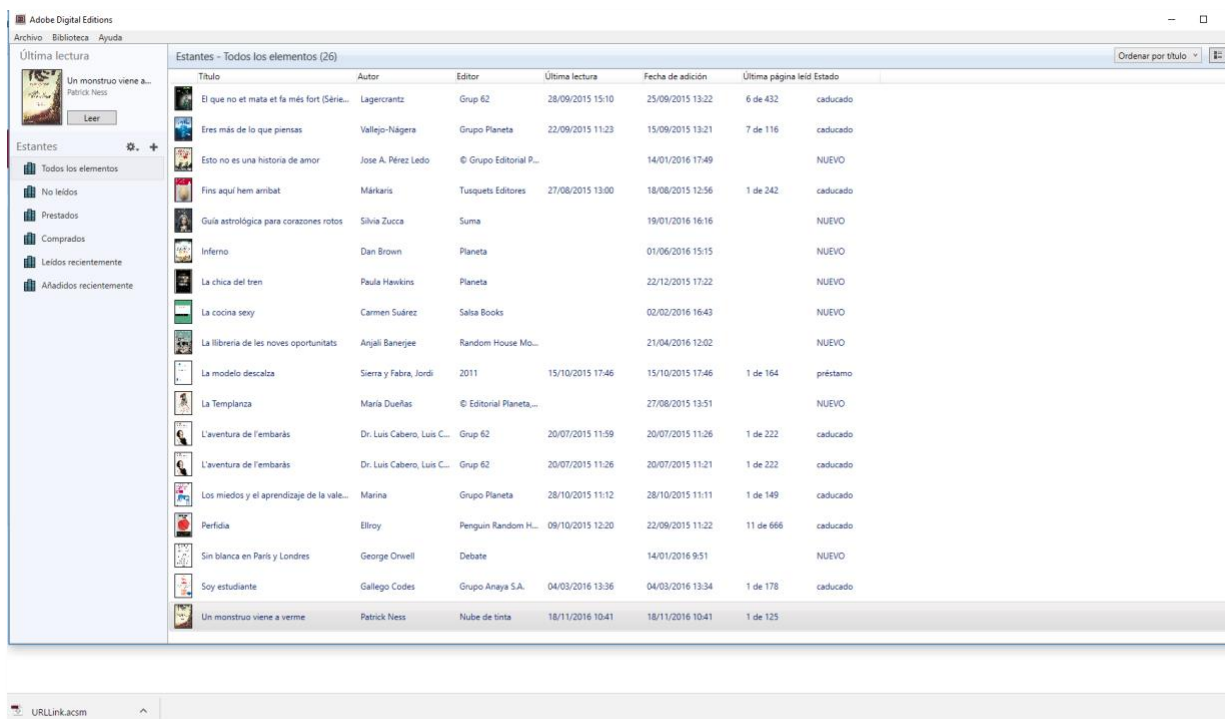 Adobe Digital Editions
Archivo Biblioteca Ayuda
Última lectura
Un monstruo viene a...
Patrick Ness
Leer
Estantes
Todos los elementos
No leídos
Prestados
Comprados
Leídos recientemente
Añadidos recientemente
Estantes - Todos los elementos (26)
Ordenar por título
Título Autor Editor Última lectura Fecha de adición Última página leíd Estado
El que no et mata et fa més fort (Sèrie... Lagercrantz Grup 62 28/09/2015 15:10 25/09/2015 13:22 6 de 432 caducado
Eres más de lo que piensas Vallejo-Nágera Grupo Planeta 22/09/2015 11:23 15/09/2015 13:21 7 de 116 caducado
Esto no es una historia de amor Jose A. Pérez Ledo © Grupo Editorial P... 14/01/2016 17:49 NUEVO
Fins aquí hem arribat Márkaris Tusquets Editores 27/08/2015 13:00 18/08/2015 12:56 1 de 242 caducado
Guía astrológica para corazones rotos Silvia Zucca Suma 19/01/2016 16:16 NUEVO
Inferno Dan Brown Planeta 01/06/2016 15:15 NUEVO
La chica del tren Paula Hawkins Planeta 22/12/2015 17:22 NUEVO
La cocina sexy Carmen Suárez Salsa Books 02/02/2016 16:43 NUEVO
La llibreria de les noves oportunitats Anjali Banerjee Random House Mo... 21/04/2016 12:02 NUEVO
La modelo descalza Sierra y Fabra, Jordi 2011 15/10/2015 17:46 15/10/2015 17:46 1 de 164 préstamo
La Templanza María Dueñas © Editorial Planeta,... 27/08/2015 13:51 NUEVO
L'aventura de l'embaràs Dr. Luis Cabero, Luis C... Grup 62 20/07/2015 11:59 20/07/2015 11:26 1 de 222 caducado
L'aventura de l'embaràs Dr. Luis Cabero, Luis C... Grup 62 20/07/2015 11:26 20/07/2015 11:21 1 de 222 caducado
Los miedos y el aprendizaje de la vale... Marina Grupo Planeta 28/10/2015 11:12 28/10/2015 11:11 1 de 149 caducado
Perfidia Ellroy Penguin Random H... 09/10/2015 12:20 22/09/2015 11:22 11 de 666 caducado
Sin blanca en París y Londres George Orwell Debate 14/01/2016 9:51 NUEVO
Soy estudiante Gallego Codes Grupo Anaya S.A. 04/03/2016 13:36 04/03/2016 13:34 1 de 178 caducado
Un monstruo viene a verme Patrick Ness Nube de tinta 18/11/2016 10:41 18/11/2016 10:41 1 de 125
URLLink.acsm